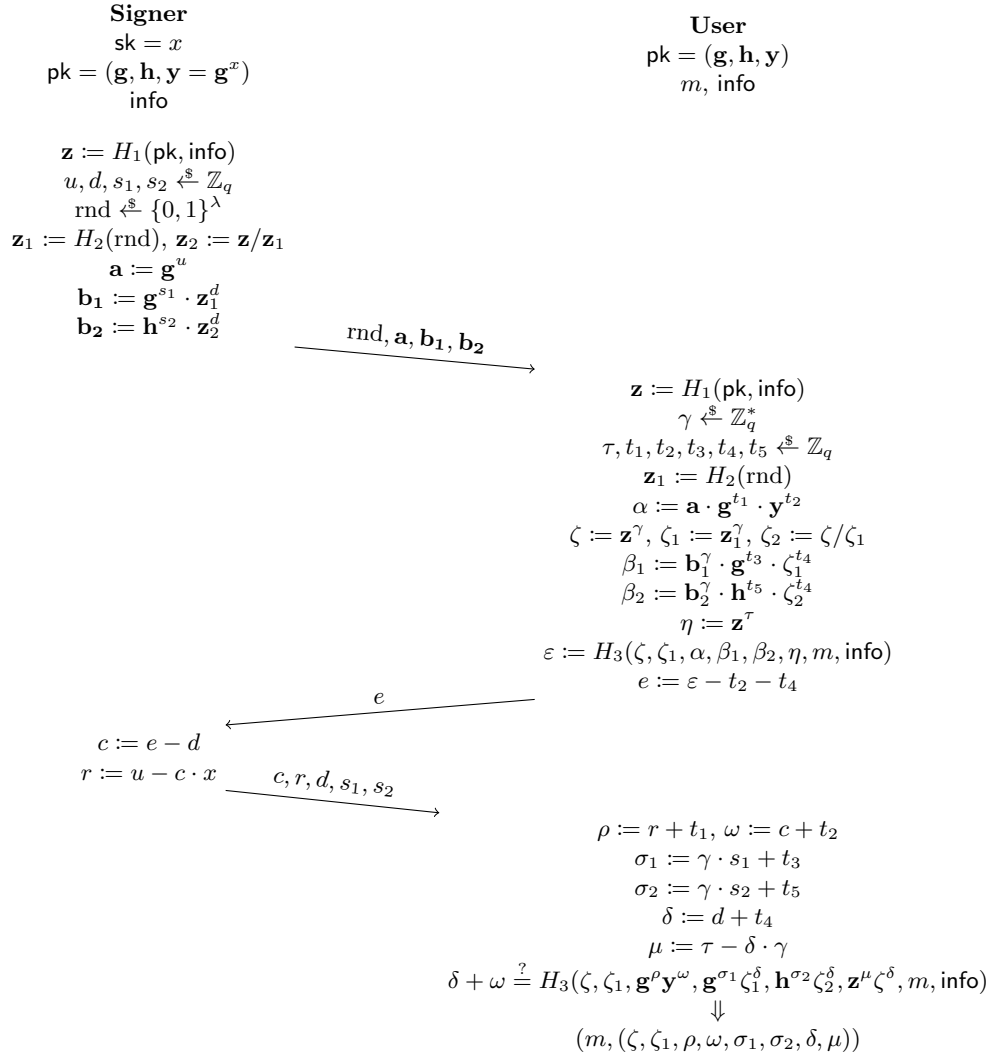 Signer
sk = x
pk = (g, h, y = g^x)
info
User
pk = (g, h, y)
m, info
z := H_1(pk, info)
u, d, s_1, s_2 ←$ ℤ_q
rnd ←$ {0, 1}^λ
z_1 := H_2(rnd), z_2 := z/z_1
a := g^u
b_1 := g^{s_1} · z_1^d
b_2 := h^{s_2} · z_2^d
rnd, a, b_1, b_2
z := H_1(pk, info)
γ ←$ ℤ_q^*
τ, t_1, t_2, t_3, t_4, t_5 ←$ ℤ_q
z_1 := H_2(rnd)
α := a · g^{t_1} · y^{t_2}
ζ := z^γ, ζ_1 := z_1^γ, ζ_2 := ζ/ζ_1
β_1 := b_1^γ · g^{t_3} · ζ_1^{t_4}
β_2 := b_2^γ · h^{t_5} · ζ_2^{t_4}
η := z^τ
ε := H_3(ζ, ζ_1, α, β_1, β_2, η, m, info)
e := ε − t_2 − t_4
e
c := e − d
r := u − c · x
c, r, d, s_1, s_2
ρ := r + t_1, ω := c + t_2
σ_1 := γ · s_1 + t_3
σ_2 := γ · s_2 + t_5
δ := d + t_4
μ := τ − δ · γ
δ + ω ≟ H_3(ζ, ζ_1, g^ρ y^ω, g^{σ_1} ζ_1^δ, h^{σ_2} ζ_2^δ, z^μ ζ^δ, m, info)
⇓
(m, (ζ, ζ_1, ρ, ω, σ_1, σ_2, δ, μ))